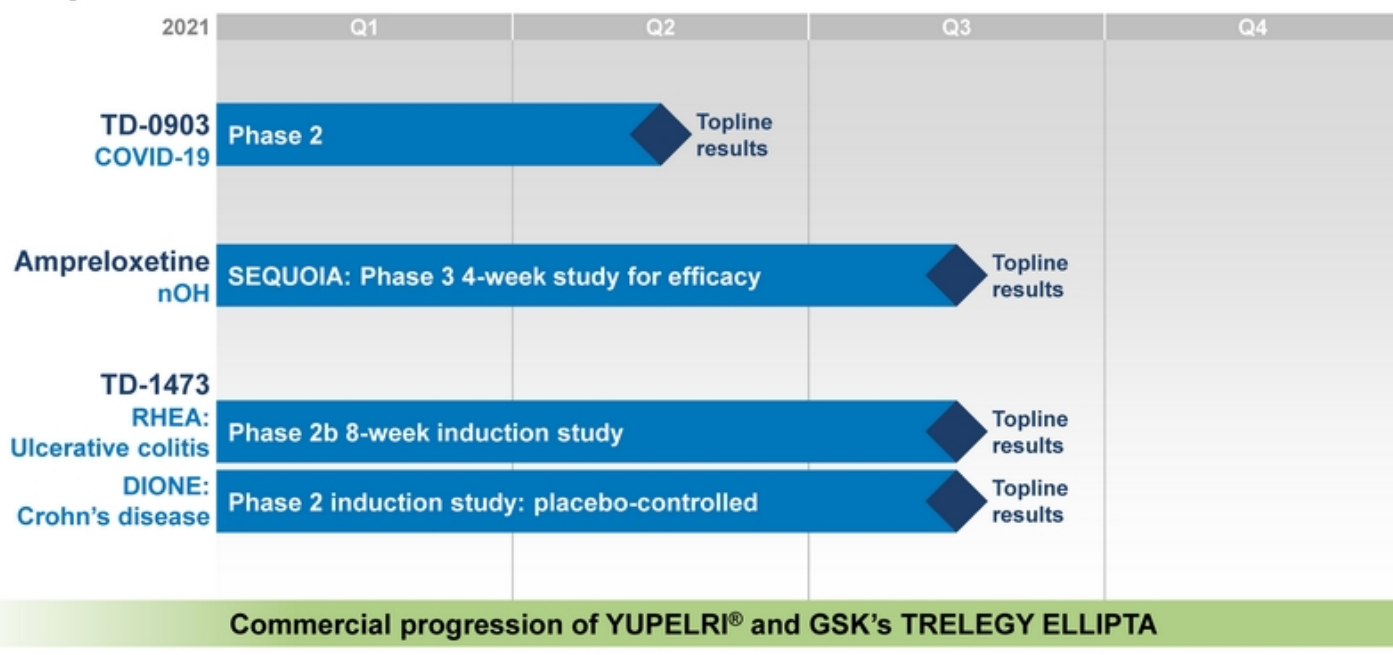 2021 Q1 Q2 Q3 Q4
TD-0903
COVID-19
Phase 2
Topline
results
Ampreloxetine
nOH
SEQUOIA: Phase 3 4-week study for efficacy
Topline
results
TD-1473
RHEA:
Ulcerative colitis
Phase 2b 8-week induction study
Topline
results
DIONE:
Crohn's disease
Phase 2 induction study: placebo-controlled
Topline
results
Commercial progression of YUPELRI® and GSK's TRELEGY ELLIPTA